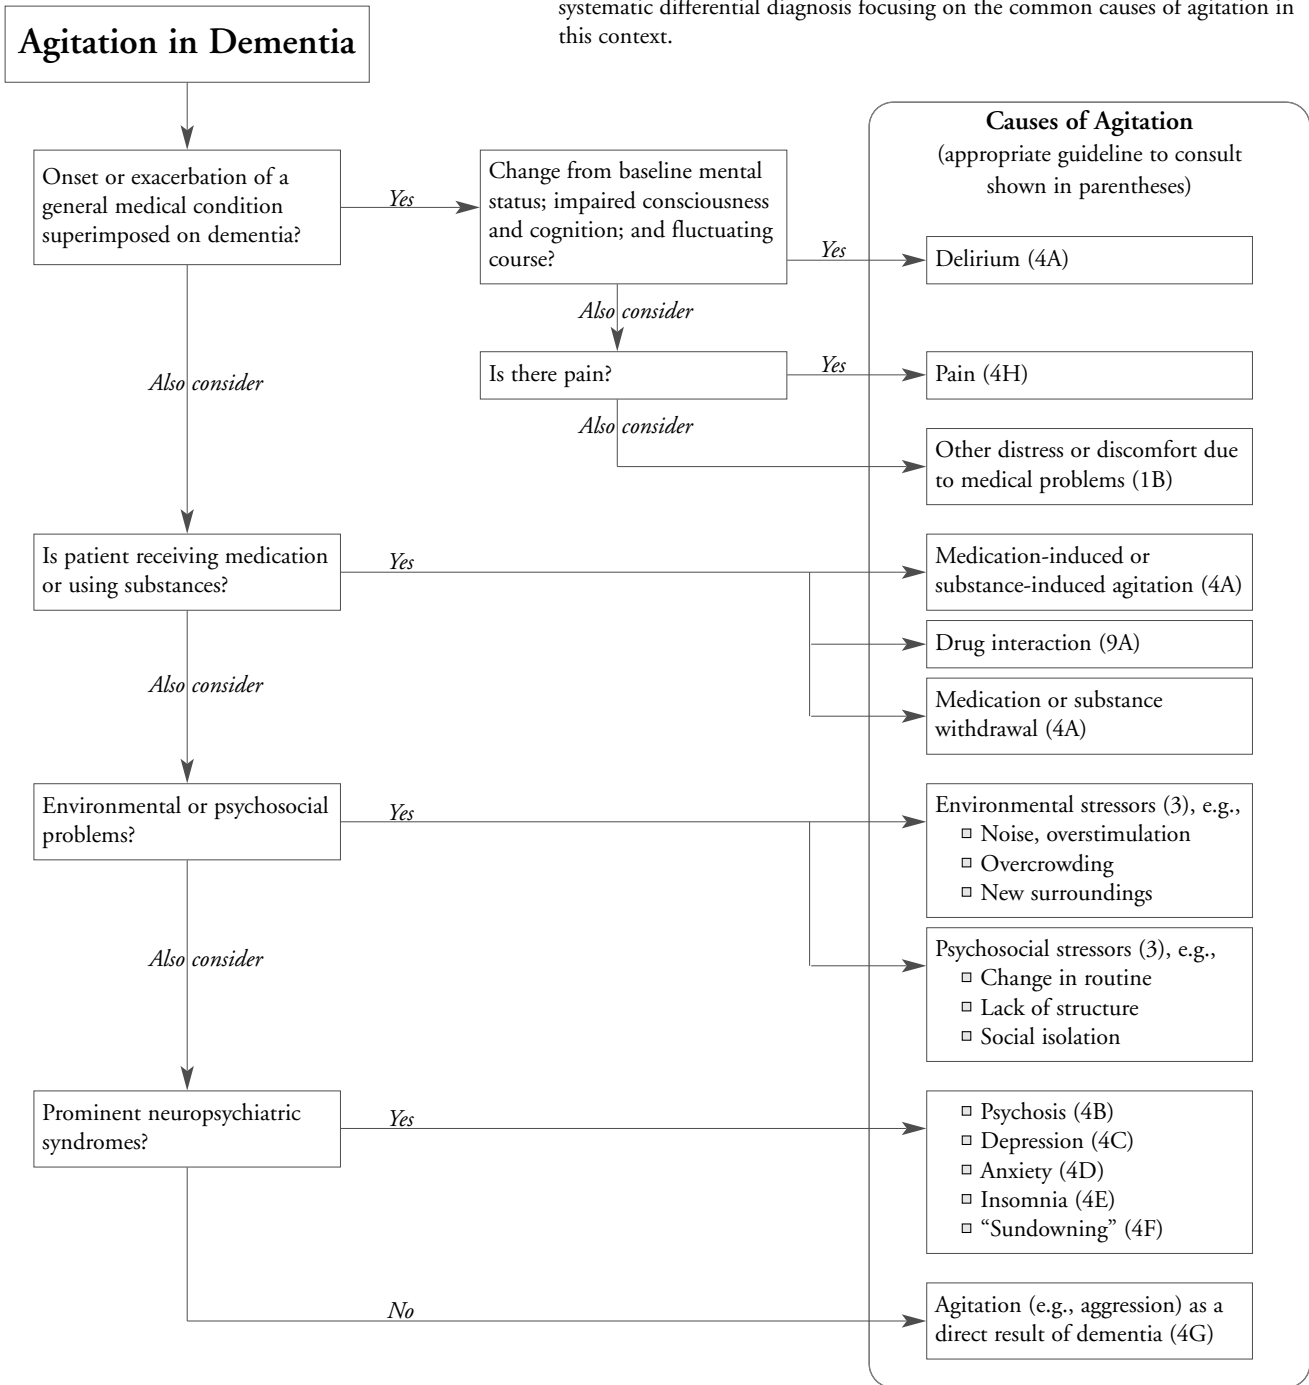 systematic differential diagnosis focusing on the common causes of agitation in
this context.
Agitation in Dementia
Causes of Agitation
(appropriate guideline to consult
shown in parentheses)
Onset or exacerbation of a
general medical condition
superimposed on dementia?
Yes
Change from baseline mental
status; impaired consciousness
and cognition; and fluctuating
course?
Yes
Delirium (4A)
Also consider
Is there pain?
Yes
Pain (4H)
Also consider
Also consider
Other distress or discomfort due
to medical problems (1B)
Is patient receiving medication
or using substances?
Yes
Medication-induced or
substance-induced agitation (4A)
Drug interaction (9A)
Medication or substance
withdrawal (4A)
Also consider
Environmental or psychosocial
problems?
Yes
Environmental stressors (3), e.g.,
Noise, overstimulation
Overcrowding
New surroundings
Psychosocial stressors (3), e.g.,
Change in routine
Lack of structure
Social isolation
Also consider
Prominent neuropsychiatric
syndromes?
Yes
Psychosis (4B)
Depression (4C)
Anxiety (4D)
Insomnia (4E)
“Sundowning” (4F)
No
Agitation (e.g., aggression) as a
direct result of dementia (4G)